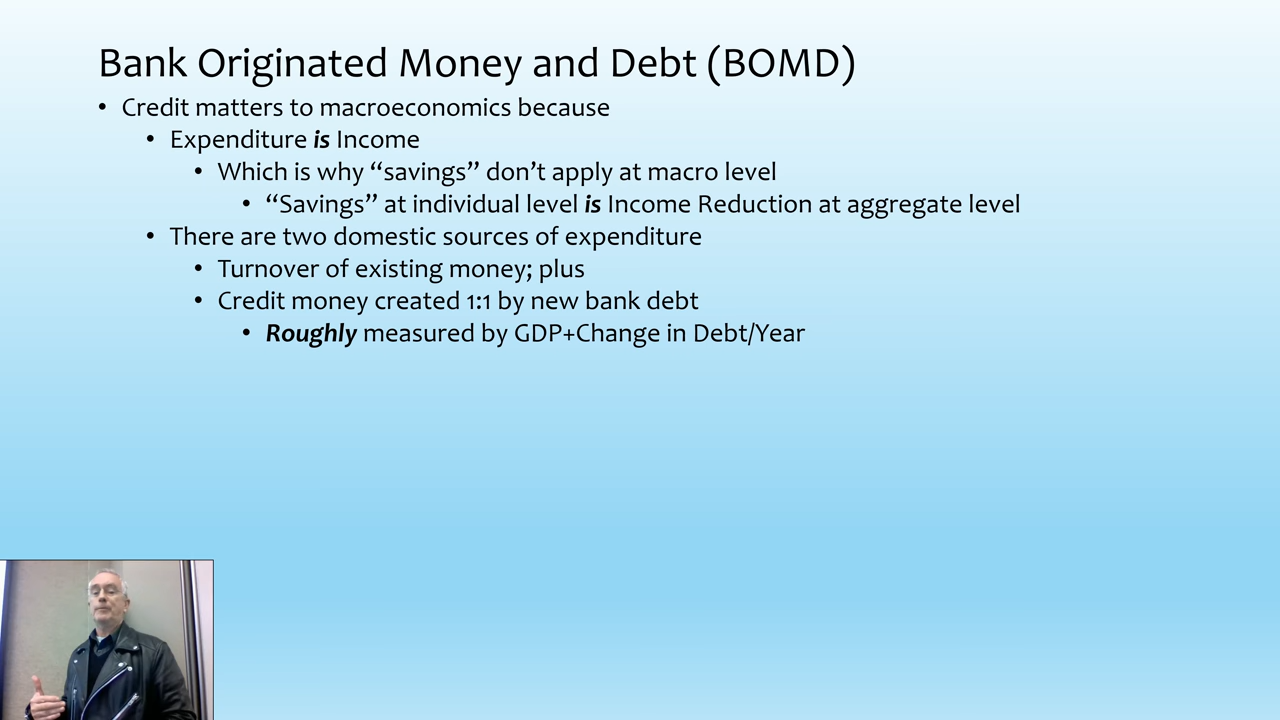 Bank Originated Money and Debt (BOMD)
• Credit matters to macroeconomics because
• Expenditure is Income
• Which is why “savings” don’t apply at macro level
• “Savings” at individual level is Income Reduction at aggregate level
• There are two domestic sources of expenditure
• Turnover of existing money; plus
• Credit money created 1:1 by new bank debt
• Roughly measured by GDP+Change in Debt/Year